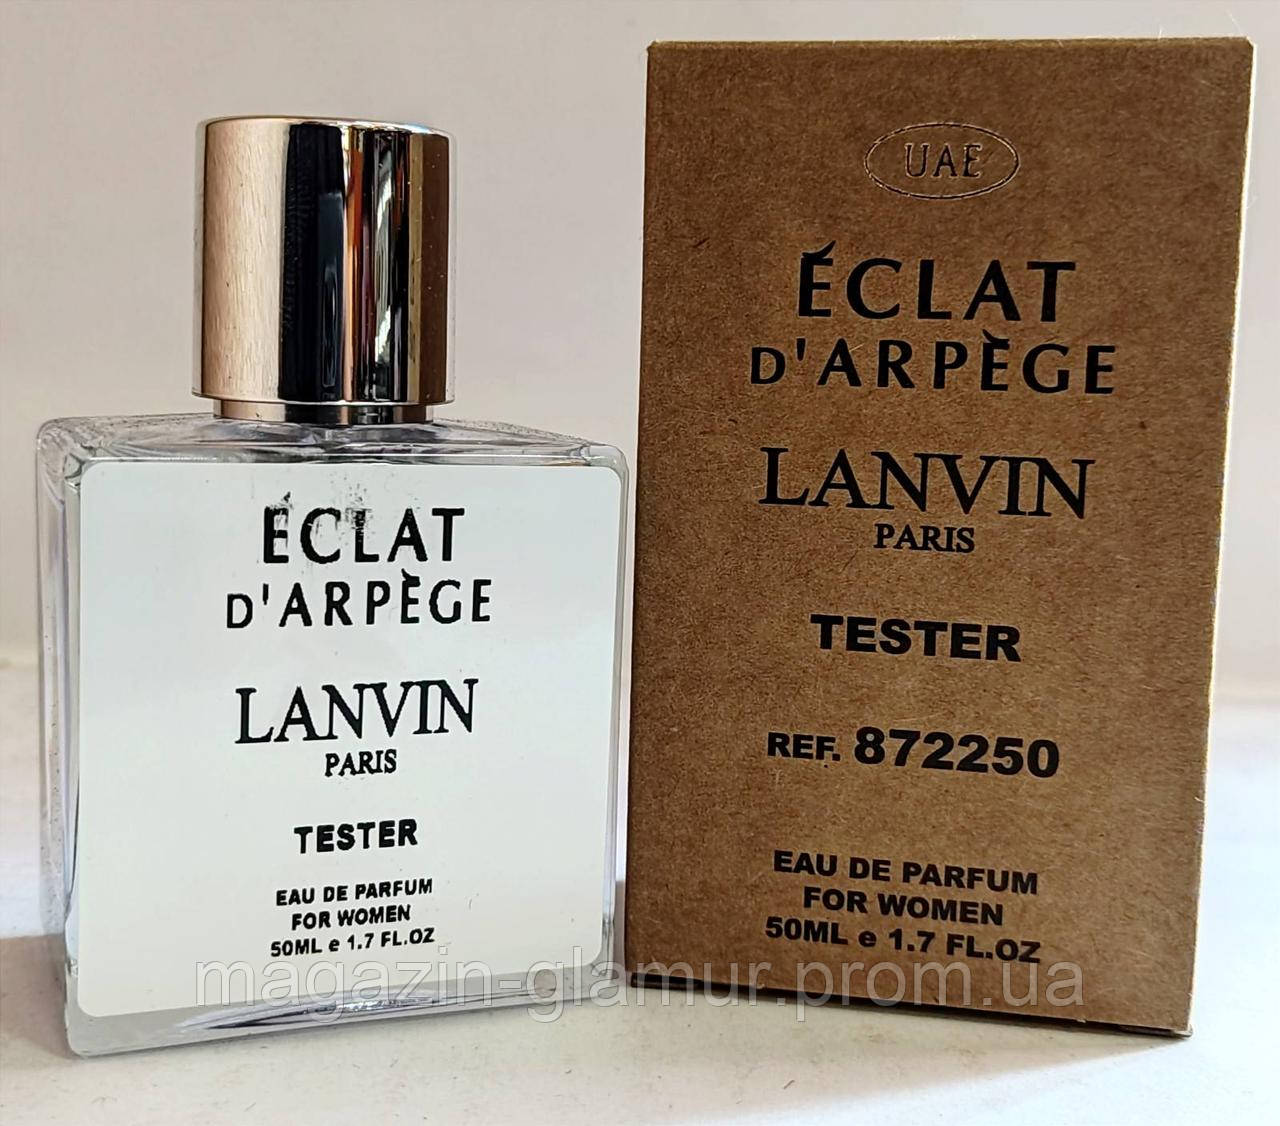 ÉCLAT
D'ARPÈGE
LANVIN
PARIS
TESTER
EAU DE PARFUM
FOR WOMEN
50ML e 1.7 FL.OZ
UAE
ÉCLAT
D'ARPÈGE
LANVIN
PARIS
TESTER
REF. 872250
EAU DE PARFUM
FOR WOMEN
50ML e 1.7 FL.OZ
magazin-glamur.prom.ua